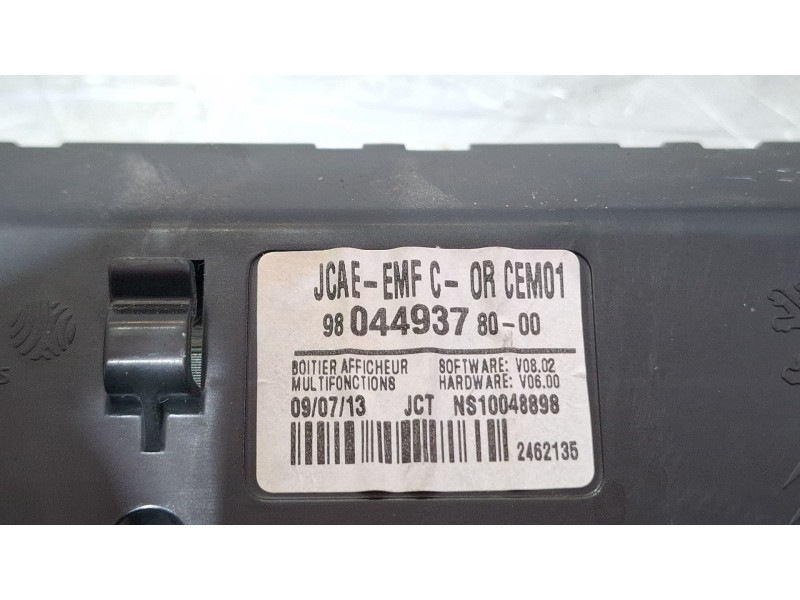 JCAE-EMF C- OR CEM01
98 044937 80-00
BOITIER AFFICHEUR SOFTWARE: V08.02
MULTIFONCTIONS HARDWARE: V06.00
09/07/13 JCT NS10048898
2462135